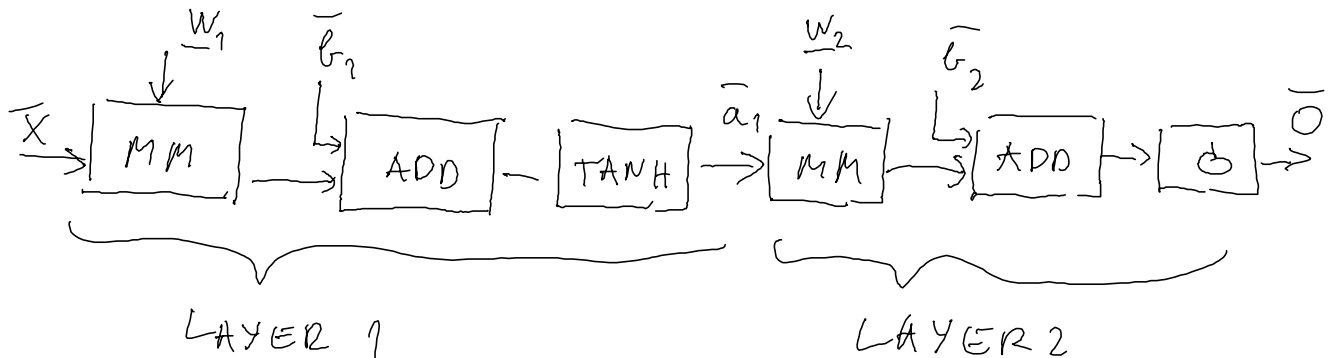 W₁ b₁ W₂ b₂
X MM ADD TANH a₁ MM ADD σ O
LAYER 1 LAYER 2